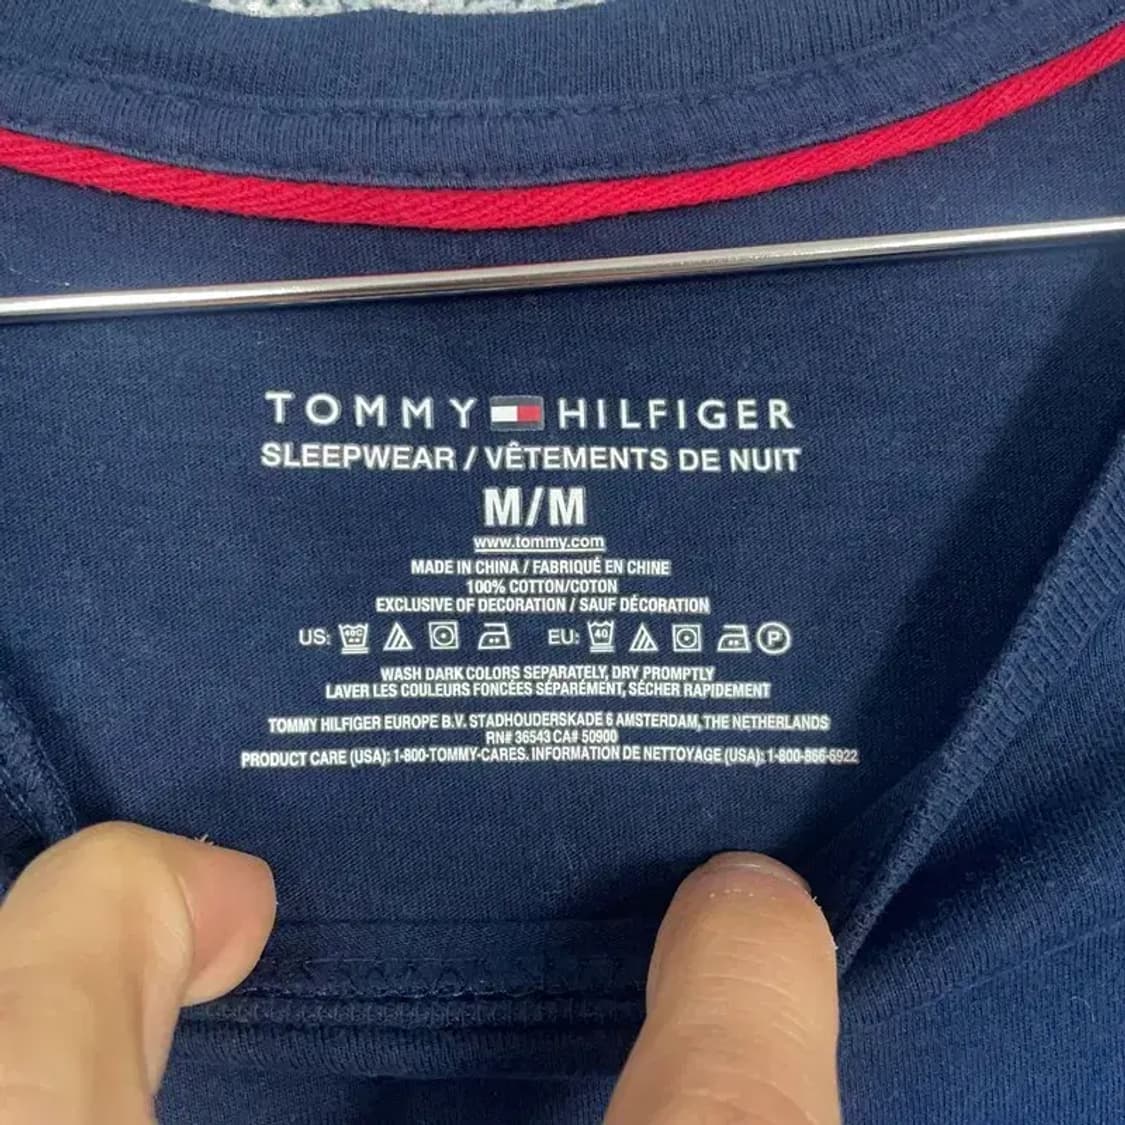 TOMMY HILFIGER
SLEEPWEAR / VÊTEMENTS DE NUIT
M/M
www.tommy.com
MADE IN CHINA / FABRIQUÉ EN CHINE
100% COTTON/COTON
EXCLUSIVE OF DECORATION / SAUF DÉCORATION
US: 40C EU: 40 P
WASH DARK COLORS SEPARATELY, DRY PROMPTLY
LAVER LES COULEURS FONCÉES SÉPARÉMENT, SÉCHER RAPIDEMENT
TOMMY HILFIGER EUROPE B.V. STADHOUDERSKADE 6 AMSTERDAM, THE NETHERLANDS
RN# 36543 CA# 50900
PRODUCT CARE (USA): 1-800-TOMMY-CARES. INFORMATION DE NETTOYAGE (USA): 1-800-866-6922